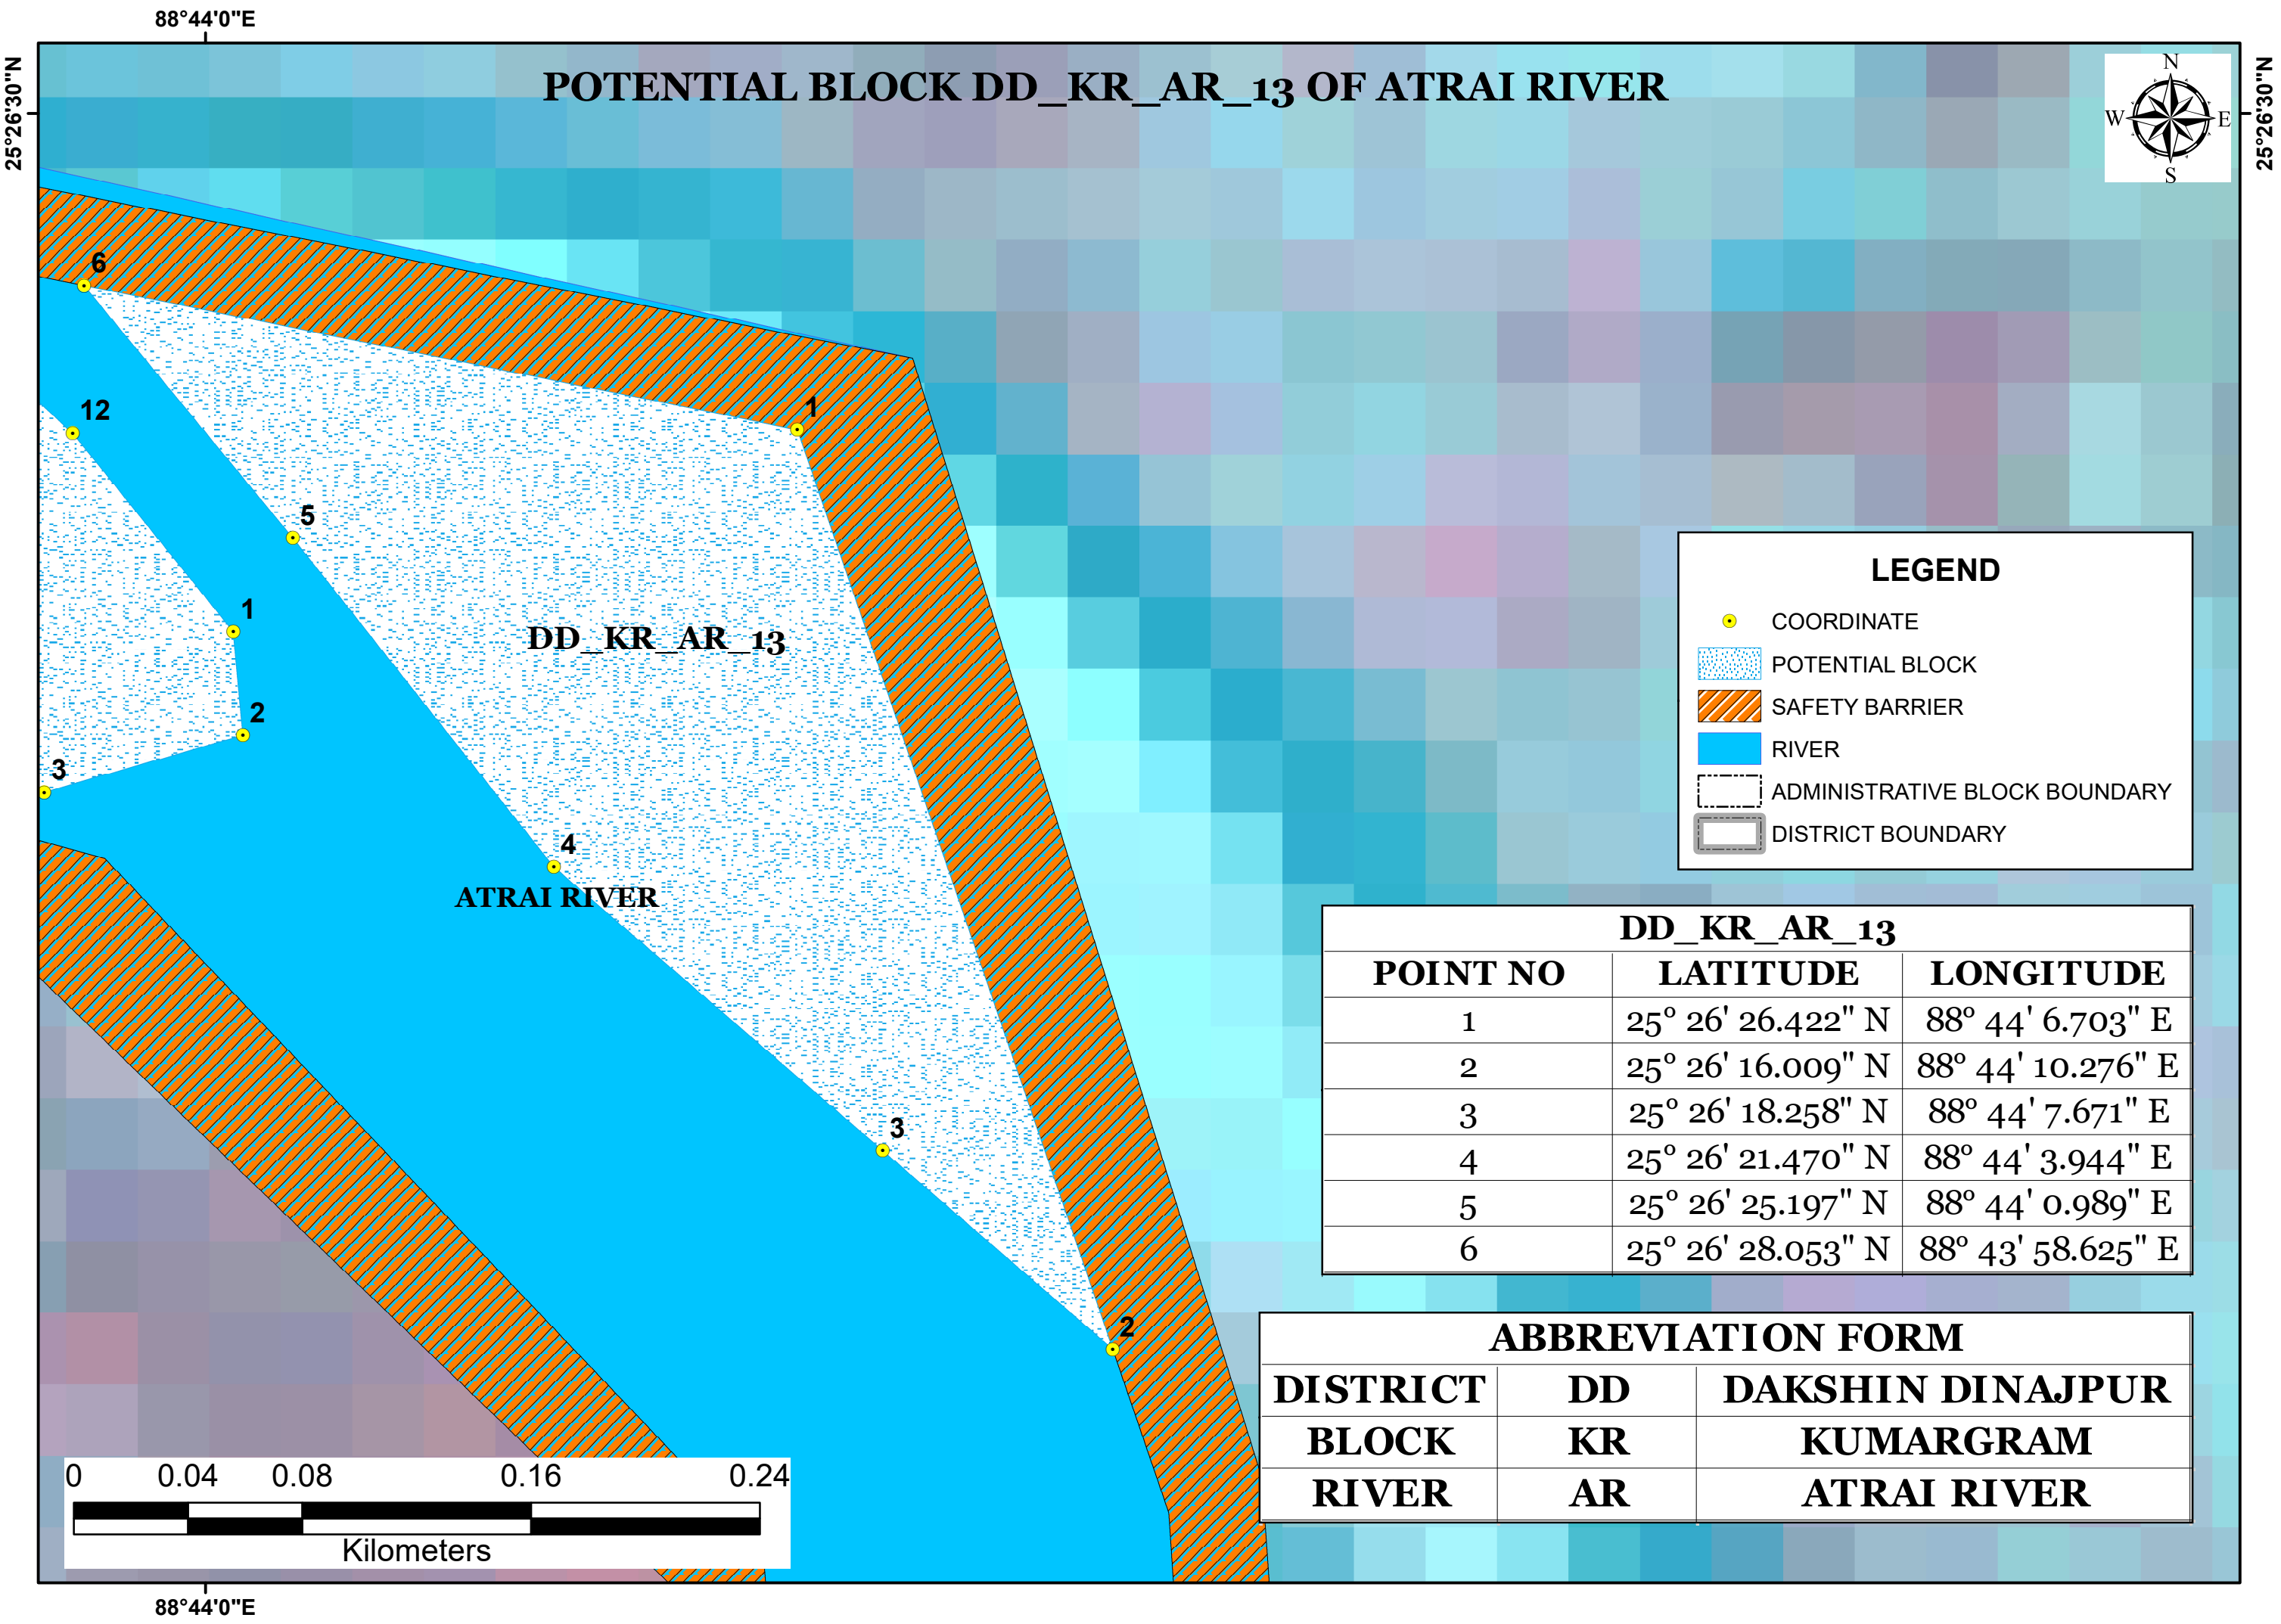 88°44'0"E
25°26'30"N
25°26'30"N
POTENTIAL BLOCK DD_KR_AR_13 OF ATRAI RIVER
N
W E
S
6
12
1
5
1
DD_KR_AR_13
2
3
4
ATRAI RIVER
3
2
LEGEND
COORDINATE
POTENTIAL BLOCK
SAFETY BARRIER
RIVER
ADMINISTRATIVE BLOCK BOUNDARY
DISTRICT BOUNDARY
DD_KR_AR_13
POINT NO LATITUDE LONGITUDE
1 25° 26' 26.422" N 88° 44' 6.703" E
2 25° 26' 16.009" N 88° 44' 10.276" E
3 25° 26' 18.258" N 88° 44' 7.671" E
4 25° 26' 21.470" N 88° 44' 3.944" E
5 25° 26' 25.197" N 88° 44' 0.989" E
6 25° 26' 28.053" N 88° 43' 58.625" E
ABBREVIATION FORM
DISTRICT DD DAKSHIN DINAJPUR
BLOCK KR KUMARGRAM
RIVER AR ATRAI RIVER
0 0.04 0.08 0.16 0.24
Kilometers
88°44'0"E